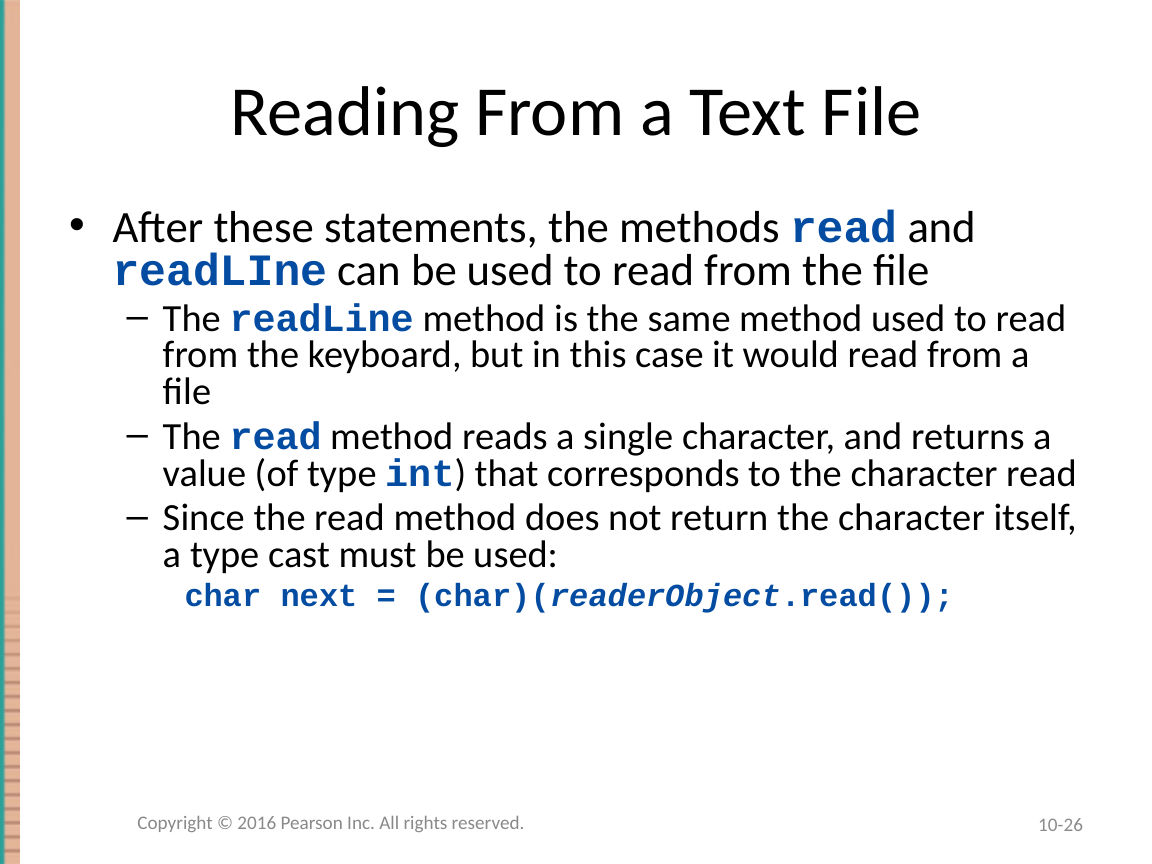 Reading From a Text File
• After these statements, the methods read and
readLIne can be used to read from the file
– The readLine method is the same method used to read
from the keyboard, but in this case it would read from a
file
– The read method reads a single character, and returns a
value (of type int) that corresponds to the character read
– Since the read method does not return the character itself,
a type cast must be used:
char next = (char)(readerObject.read());
Copyright © 2016 Pearson Inc. All rights reserved.
10-26